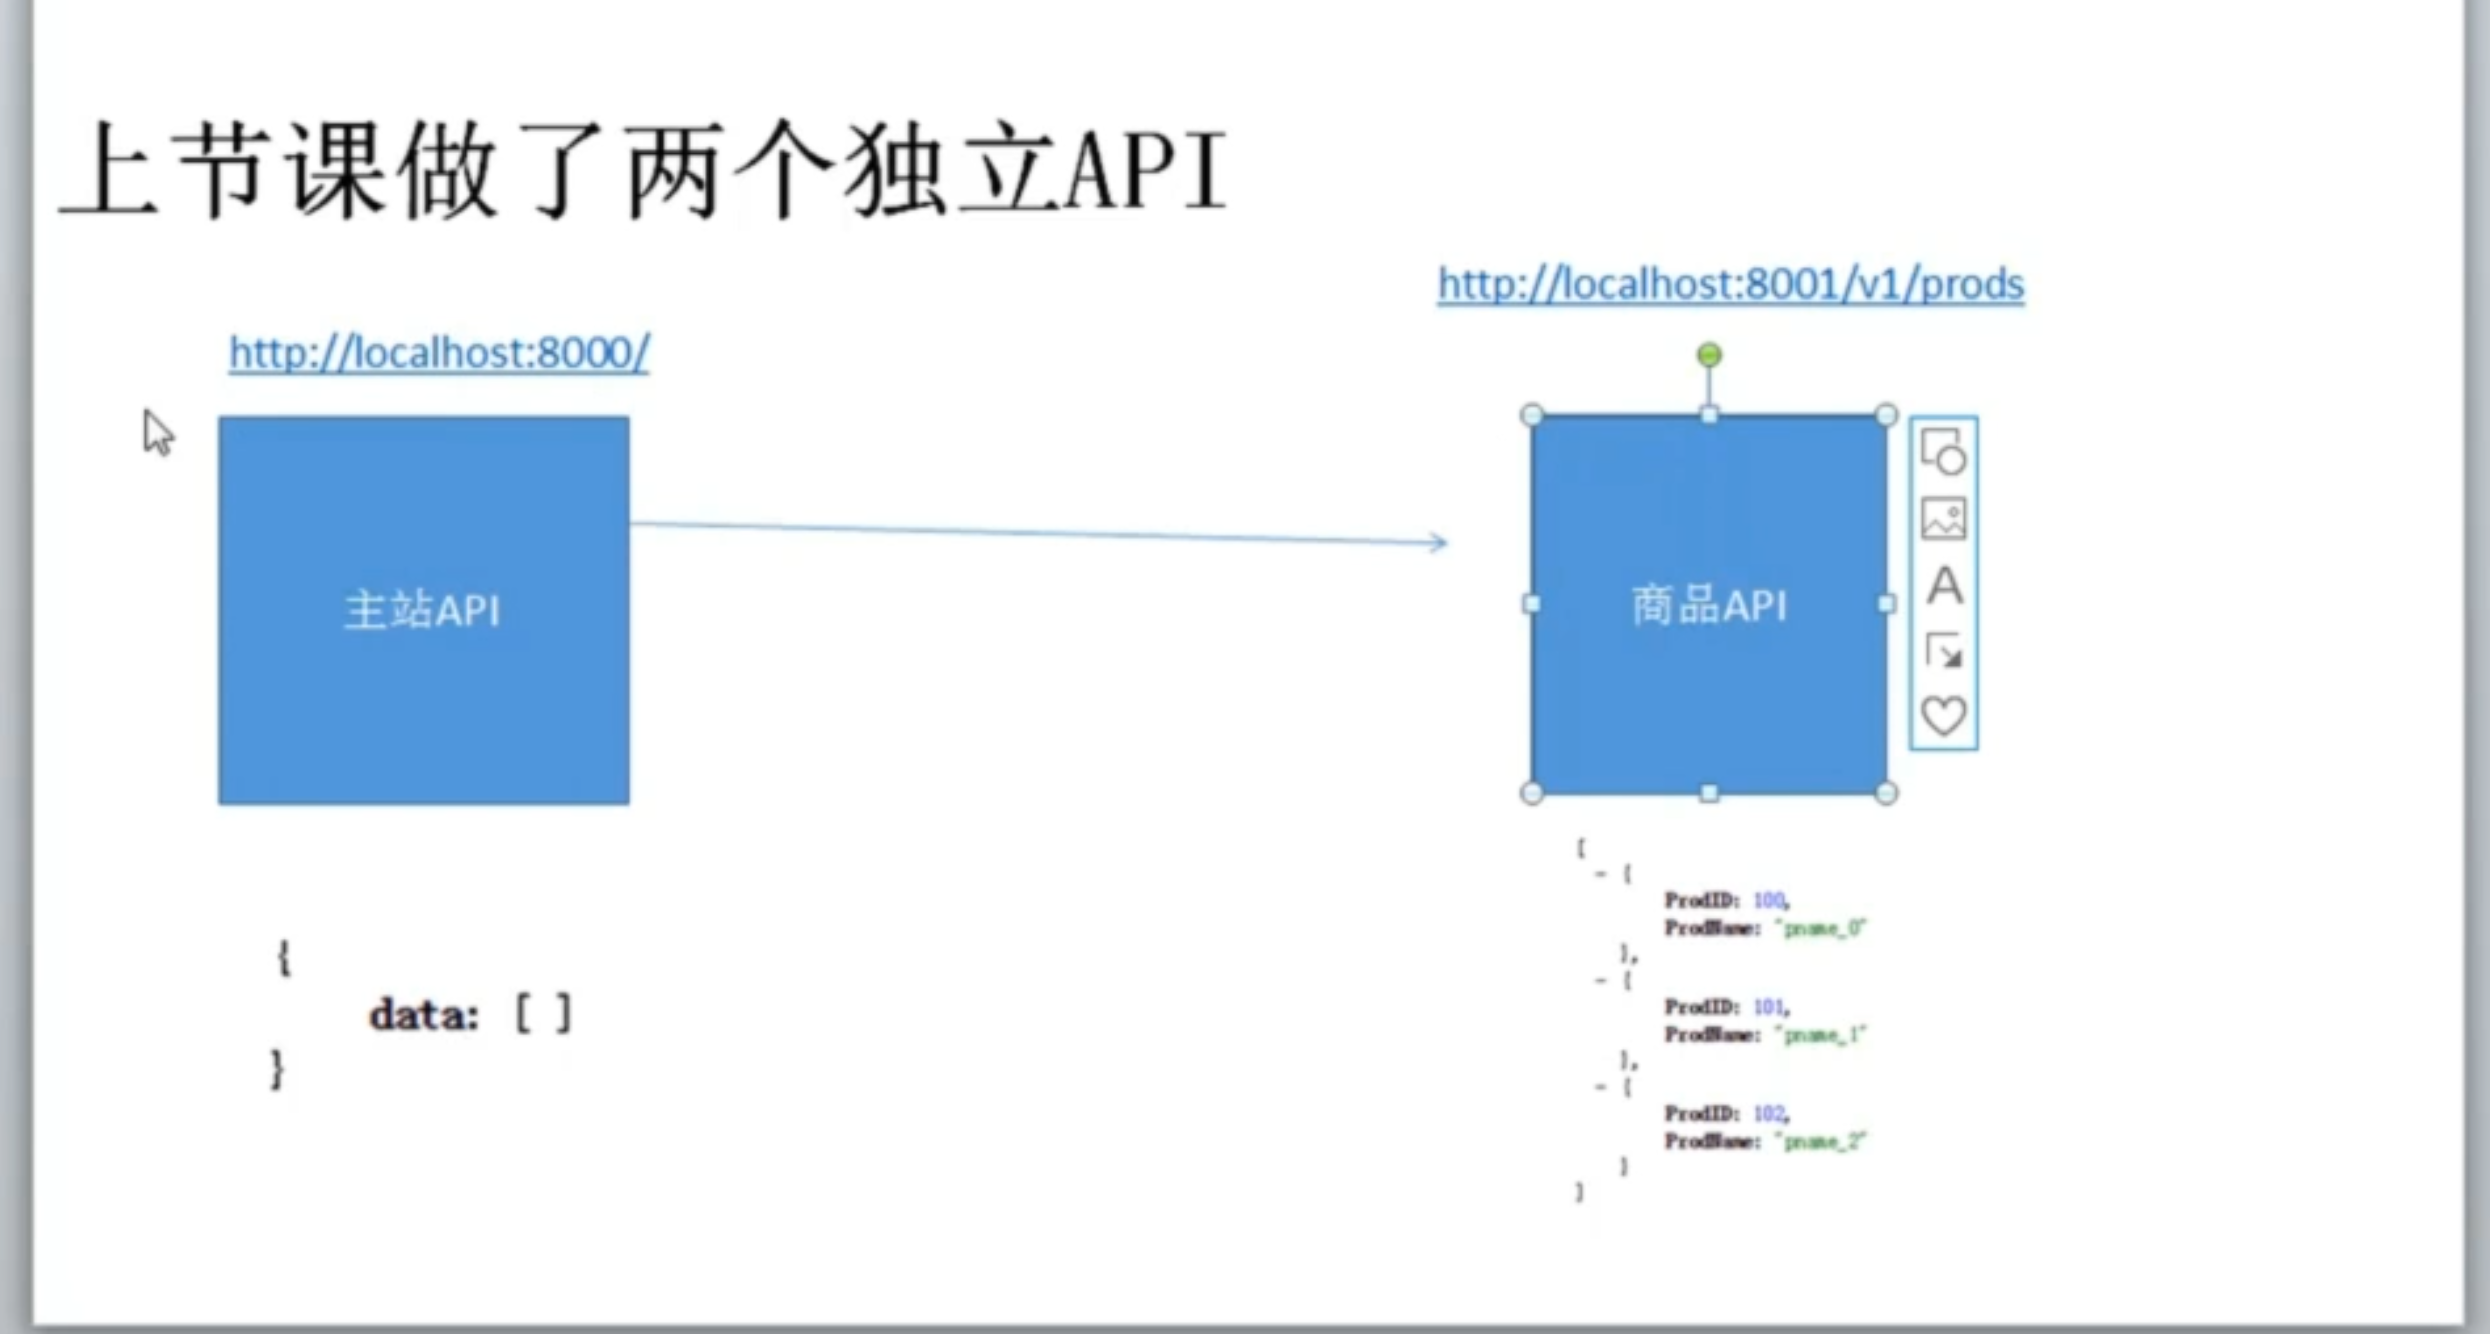 上节课做了两个独立API
http://localhost:8001/v1/prods
http://localhost:8000/
主站API
商品API
{
data: [ ]
}
[
- {
ProdID: 100,
ProdName: "pname_0"
},
- {
ProdID: 101,
ProdName: "pname_1"
},
- {
ProdID: 102,
ProdName: "pname_2"
}
]